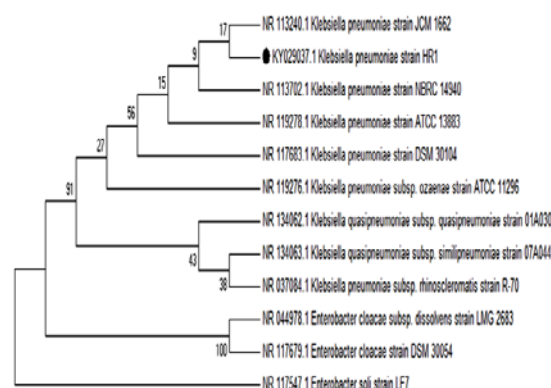 NR 113240.1 Klebsiella pneumoniae strain JCM 1662
17
KY029037.1 Klebsiella pneumoniae strain HR1
9
NR 113702.1 Klebsiella pneumoniae strain NBRC 14940
15
NR 119278.1 Klebsiella pneumoniae strain ATCC 13883
56
NR 117683.1 Klebsiella pneumoniae strain DSM 30104
27
NR 119276.1 Klebsiella pneumoniae subsp. ozaenae strain ATCC 11296
91
NR 134062.1 Klebsiella quasipneumoniae subsp. quasipneumoniae strain 01A030
NR 134063.1 Klebsiella quasipneumoniae subsp. similipneumoniae strain 07A044
43
NR 037084.1 Klebsiella pneumoniae subsp. rhinoscleromatis strain R-70
38
NR 044978.1 Enterobacter cloacae subsp. dissolvens strain LMG 2683
NR 117679.1 Enterobacter cloacae strain DSM 30054
100
NR 117547.1 Enterobacter soli strain LF7